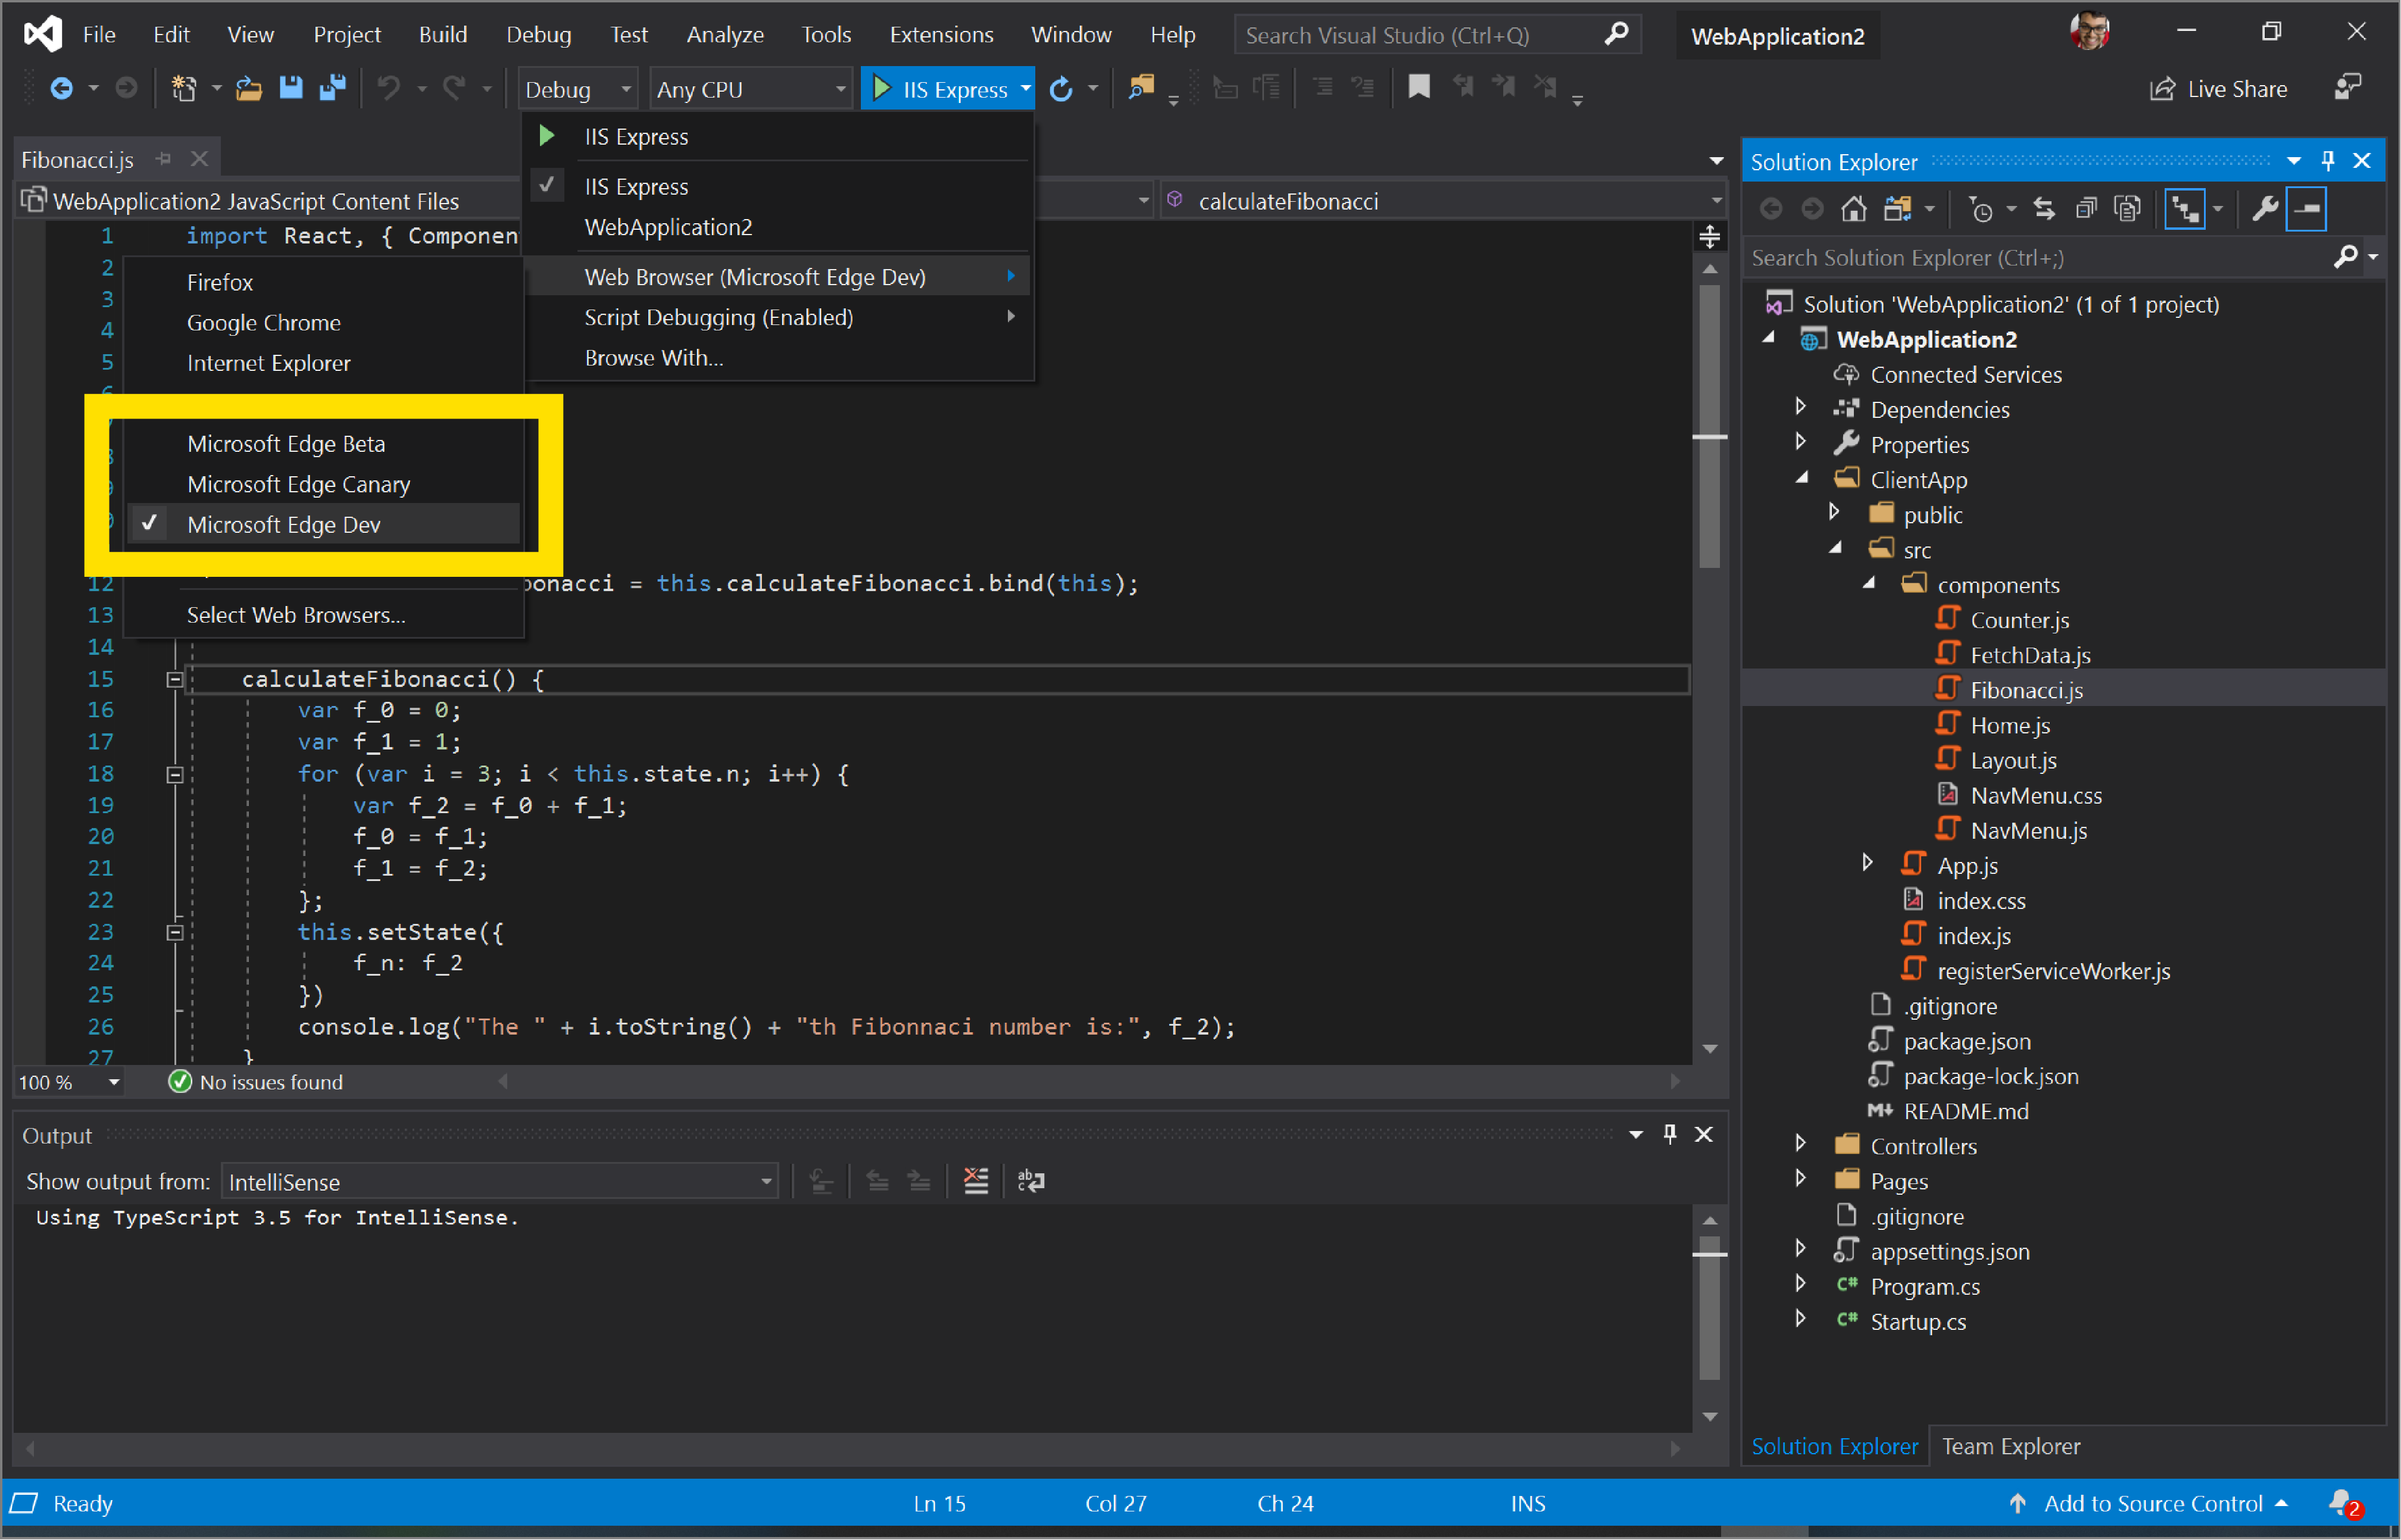 File Edit View Project Build Debug Test Analyze Tools Extensions Window Help Search Visual Studio (Ctrl+Q) WebApplication2
Debug Any CPU IIS Express Live Share
IIS Express
IIS Express
WebApplication2
Web Browser (Microsoft Edge Dev)
Script Debugging (Enabled)
Browse With...
Firefox
Google Chrome
Internet Explorer
Microsoft Edge Beta
Microsoft Edge Canary
Microsoft Edge Dev
Select Web Browsers...
Fibonacci.js
WebApplication2 JavaScript Content Files calculateFibonacci
1 import React, { Componen
2
3
4
5
12 bonacci = this.calculateFibonacci.bind(this);
13
14
15 calculateFibonacci() {
16 var f_0 = 0;
17 var f_1 = 1;
18 for (var i = 3; i < this.state.n; i++) {
19 var f_2 = f_0 + f_1;
20 f_0 = f_1;
21 f_1 = f_2;
22 };
23 this.setState({
24 f_n: f_2
25 })
26 console.log("The " + i.toString() + "th Fibonnaci number is:", f_2);
27 }
100 % No issues found
Output
Show output from: IntelliSense
Using TypeScript 3.5 for IntelliSense.
Solution Explorer
Search Solution Explorer (Ctrl+;)
Solution 'WebApplication2' (1 of 1 project)
WebApplication2
Connected Services
Dependencies
Properties
ClientApp
public
src
components
Counter.js
FetchData.js
Fibonacci.js
Home.js
Layout.js
NavMenu.css
NavMenu.js
App.js
index.css
index.js
registerServiceWorker.js
.gitignore
package.json
package-lock.json
M README.md
Controllers
Pages
.gitignore
appsettings.json
C# Program.cs
C# Startup.cs
Solution Explorer Team Explorer
Ready Ln 15 Col 27 Ch 24 INS Add to Source Control 2